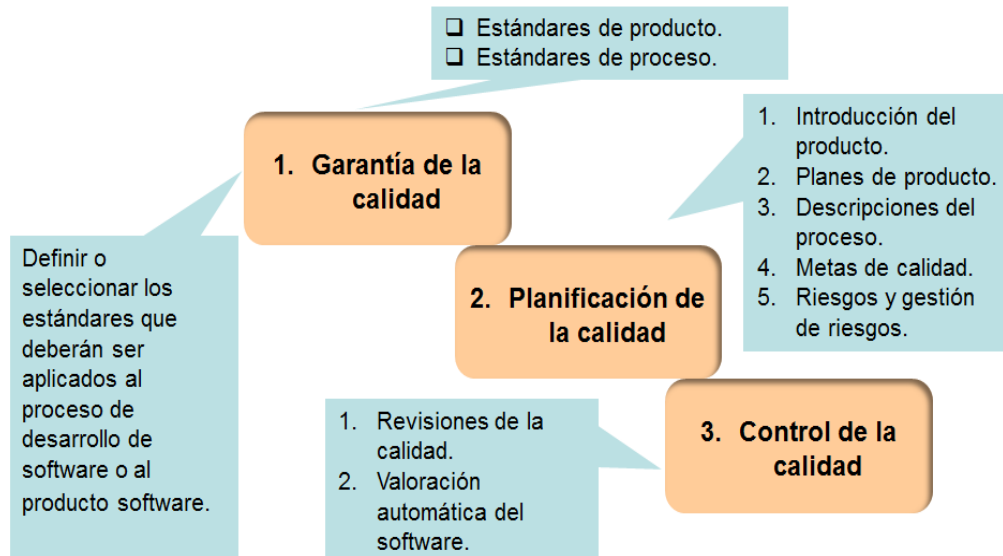 ❑ Estándares de producto.
❑ Estándares de proceso.
1. Garantía de la
calidad
Definir o
seleccionar los
estándares que
deberán ser
aplicados al
proceso de
desarrollo de
software o al
producto software.
1. Introducción del
producto.
2. Planes de producto.
3. Descripciones del
proceso.
4. Metas de calidad.
5. Riesgos y gestión
de riesgos.
2. Planificación de
la calidad
1. Revisiones de la
calidad.
2. Valoración
automática del
software.
3. Control de la
calidad